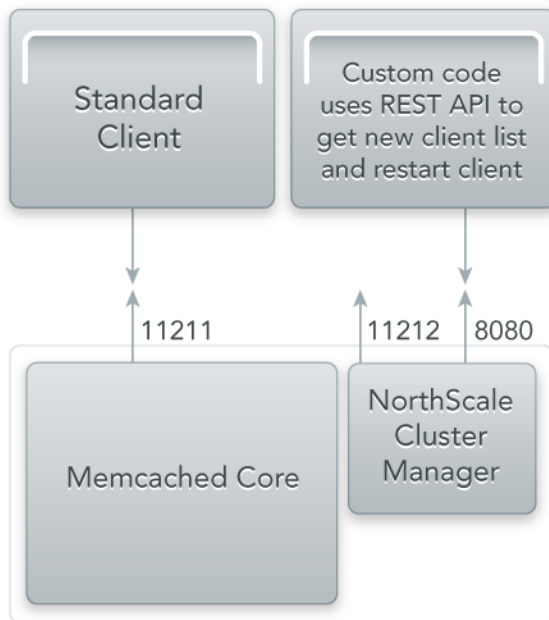 Standard
Client
Custom code
uses REST API to
get new client list
and restart client
11211
11212
8080
Memcached Core
NorthScale
Cluster
Manager